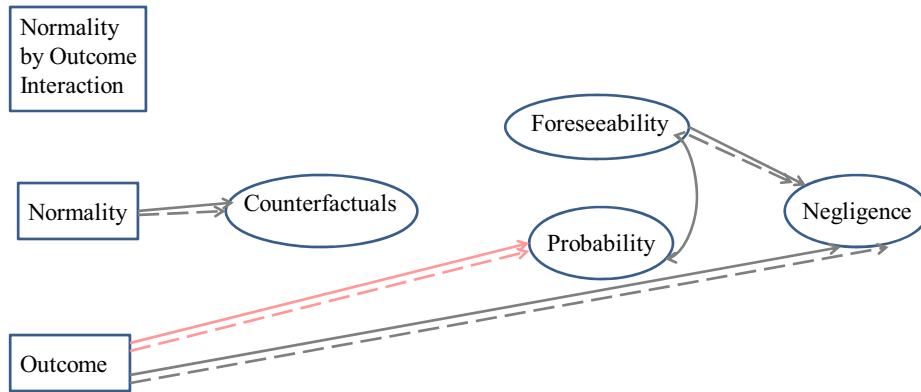 Normality
by Outcome
Interaction
Foreseeability
Normality
Counterfactuals
Negligence
Probability
Outcome